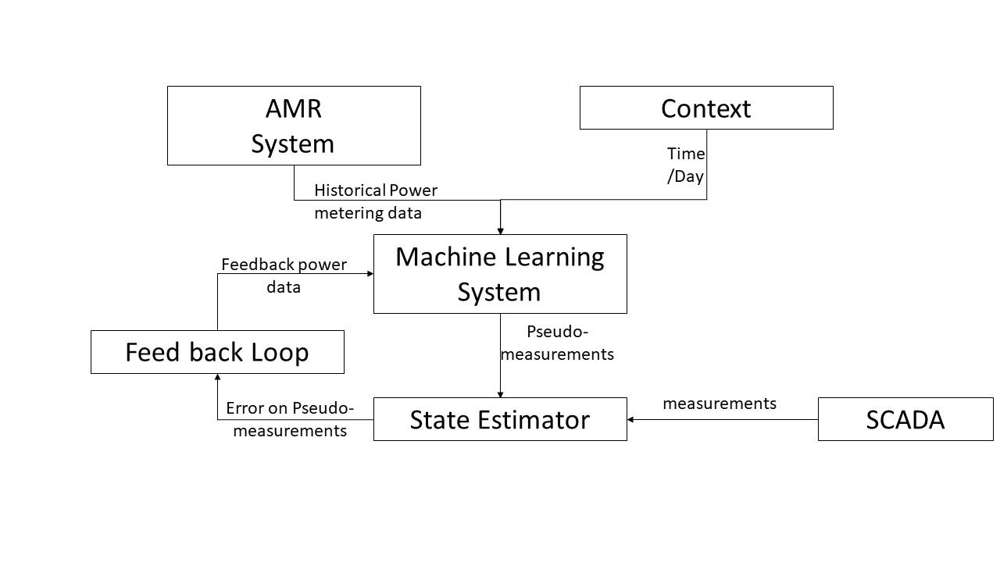 AMR
System
Context
Time
/Day
Historical Power
metering data
Machine Learning
System
Feedback power
data
Pseudo-
measurements
Feed back Loop
Error on Pseudo-
measurements
State Estimator
measurements
SCADA